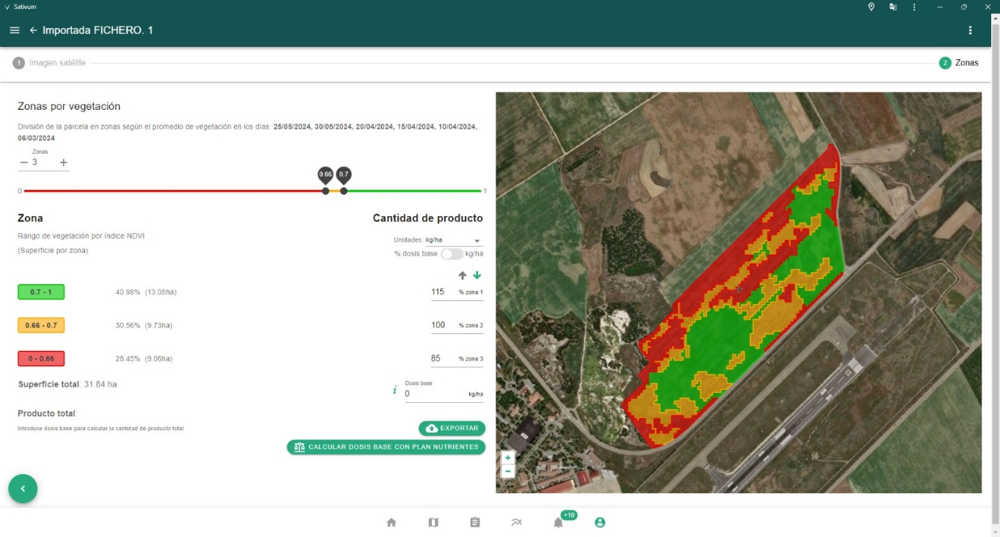 Sativum
Importada FICHERO. 1
1 Imagen satélite
2 Zonas
Zonas por vegetación
División de la parcela en zonas según el promedio de vegetación en los días: 25/05/2024, 30/05/2024, 20/04/2024, 15/04/2024, 10/04/2024,
06/03/2024
Zonas
− 3 +
0.66 0.7
0 1
Zona Cantidad de producto
Rango de vegetación por índice NDVI
(Superficie por zona)
Unidades: kg/ha
% dosis base kg/ha
0.7 - 1 40.98% (13.05ha) 115 % zona 1
0.66 - 0.7 30.56% (9.73ha) 100 % zona 2
0 - 0.66 28.45% (9.06ha) 85 % zona 3
Superficie total: 31.84 ha
i Dosis base
0 kg/ha
Producto total:
Introduce dosis base para calcular la cantidad de producto total
EXPORTAR
CALCULAR DOSIS BASE CON PLAN NUTRIENTES
+
−
+10